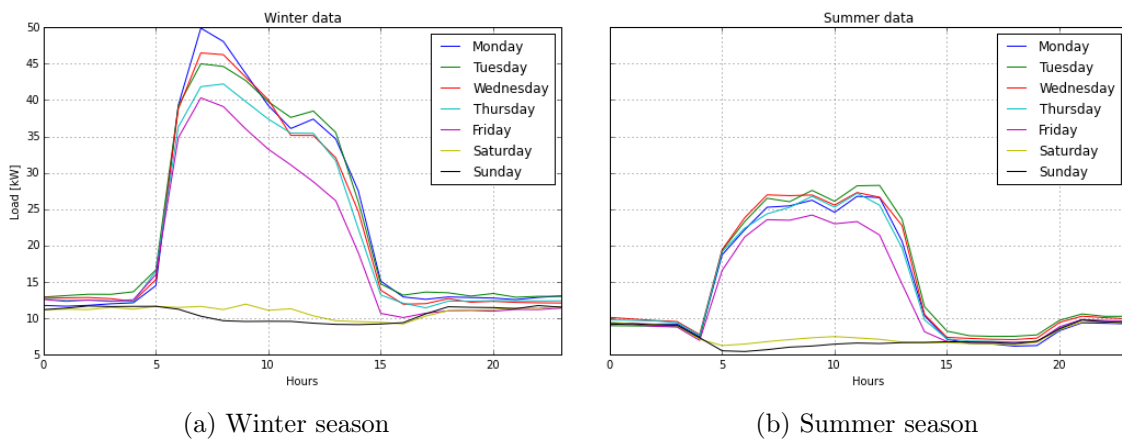 Winter data
50
45
40
35
30
25
20
15
10
5
Load [kW]
0
5
10
15
20
Hours
Monday
Tuesday
Wednesday
Thursday
Friday
Saturday
Sunday
(a) Winter season
Summer data
0
5
10
15
20
Hours
Monday
Tuesday
Wednesday
Thursday
Friday
Saturday
Sunday
(b) Summer season